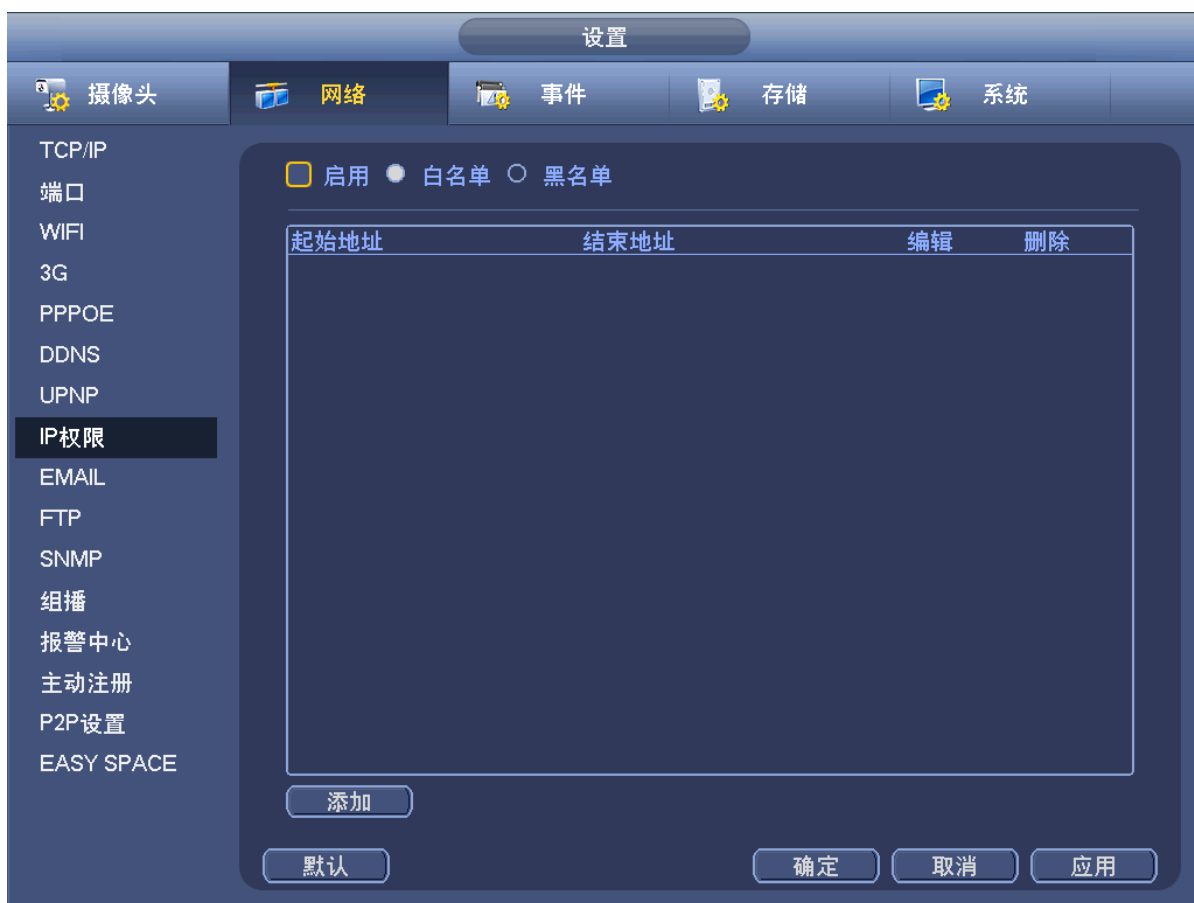 设置
摄像头 网络 事件 存储 系统
TCP/IP
端口
WIFI
3G
PPPOE
DDNS
UPNP
IP权限
EMAIL
FTP
SNMP
组播
报警中心
主动注册
P2P设置
EASY SPACE
启用 白名单 黑名单
起始地址 结束地址 编辑 删除
添加
默认 确定 取消 应用